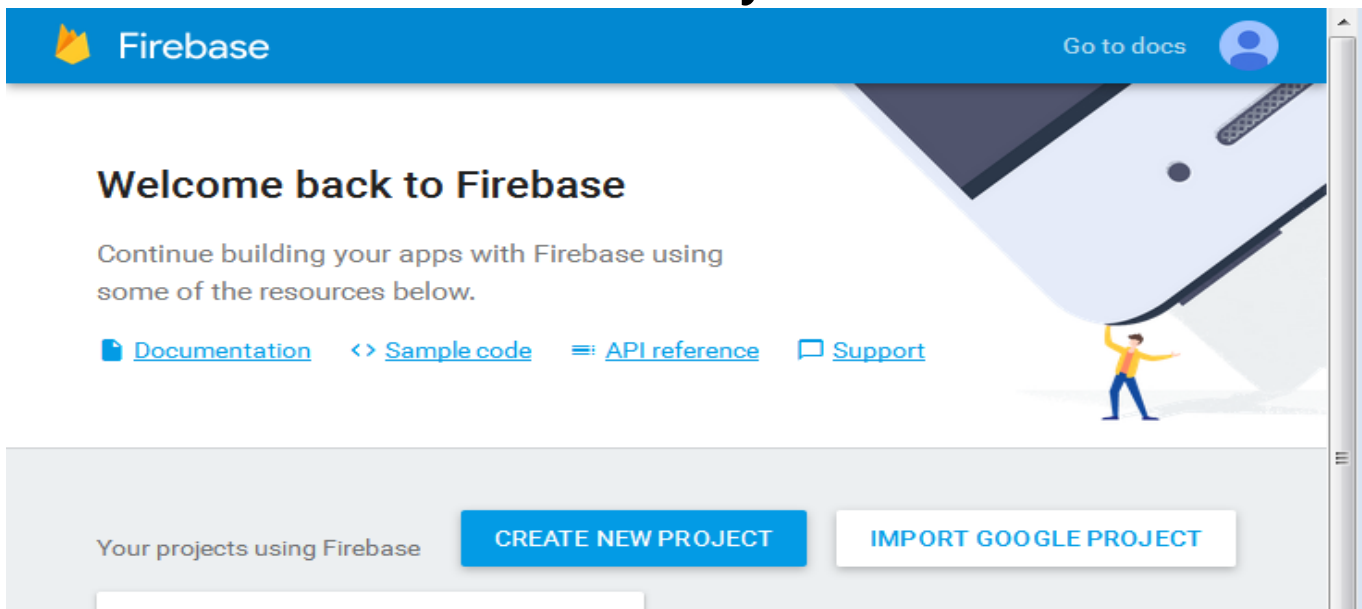 Firebase
Go to docs
Welcome back to Firebase
Continue building your apps with Firebase using
some of the resources below.
Documentation <> Sample code API reference Support
Your projects using Firebase CREATE NEW PROJECT IMPORT GOOGLE PROJECT